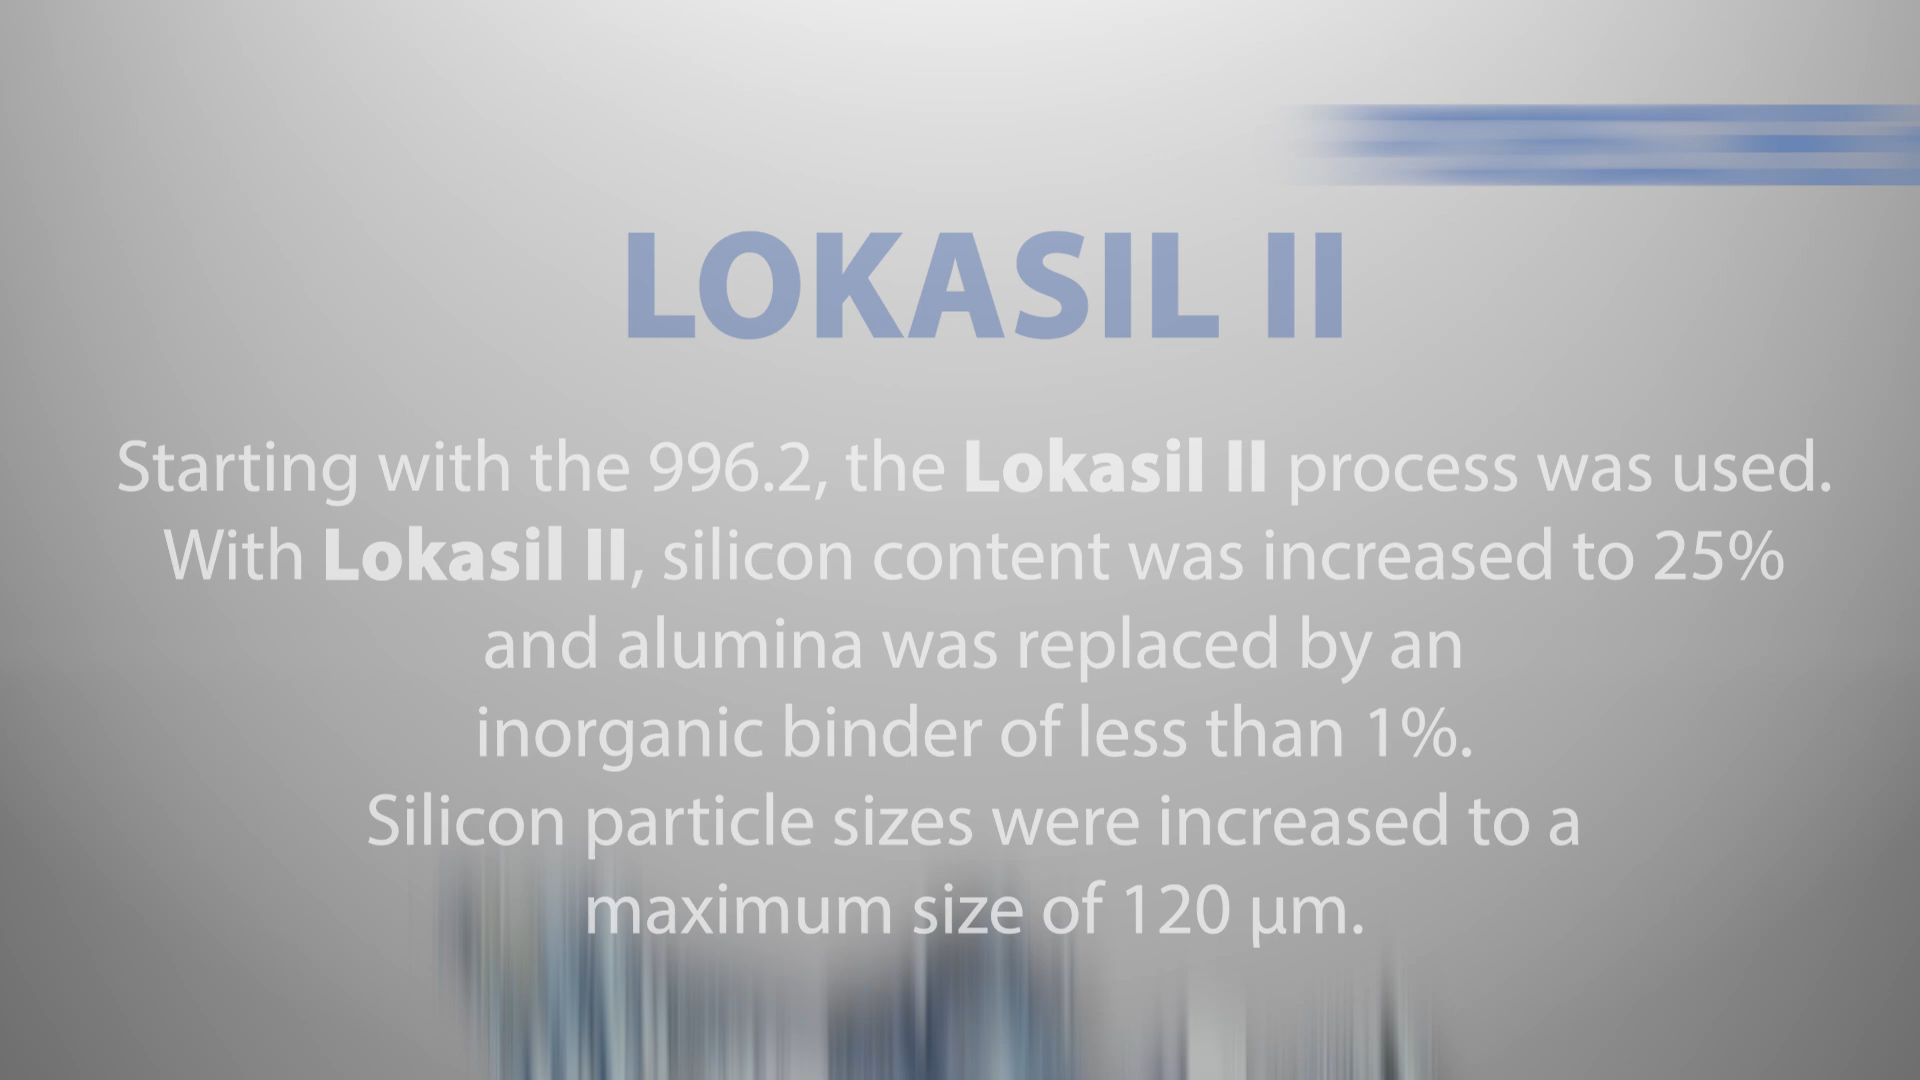 LOKASIL II
Starting with the 996.2, the Lokasil II process was used.
With Lokasil II, silicon content was increased to 25%
and alumina was replaced by an
inorganic binder of less than 1%.
Silicon particle sizes were increased to a
maximum size of 120 μm.